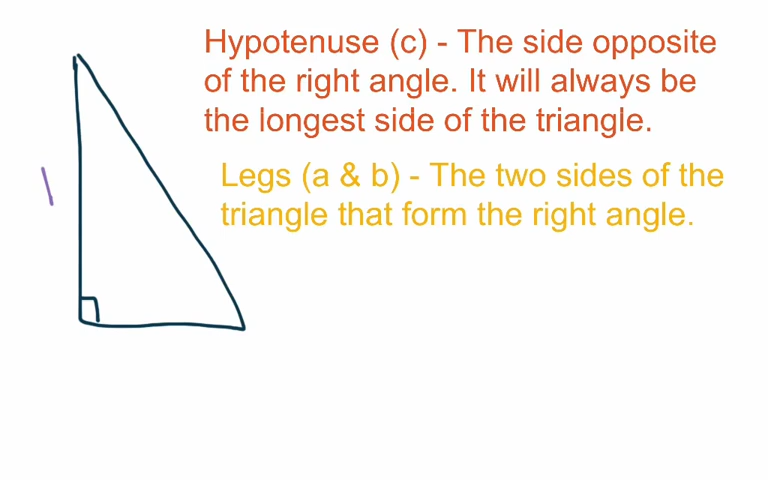 Hypotenuse (c) - The side opposite
of the right angle. It will always be
the longest side of the triangle.
Legs (a & b) - The two sides of the
triangle that form the right angle.